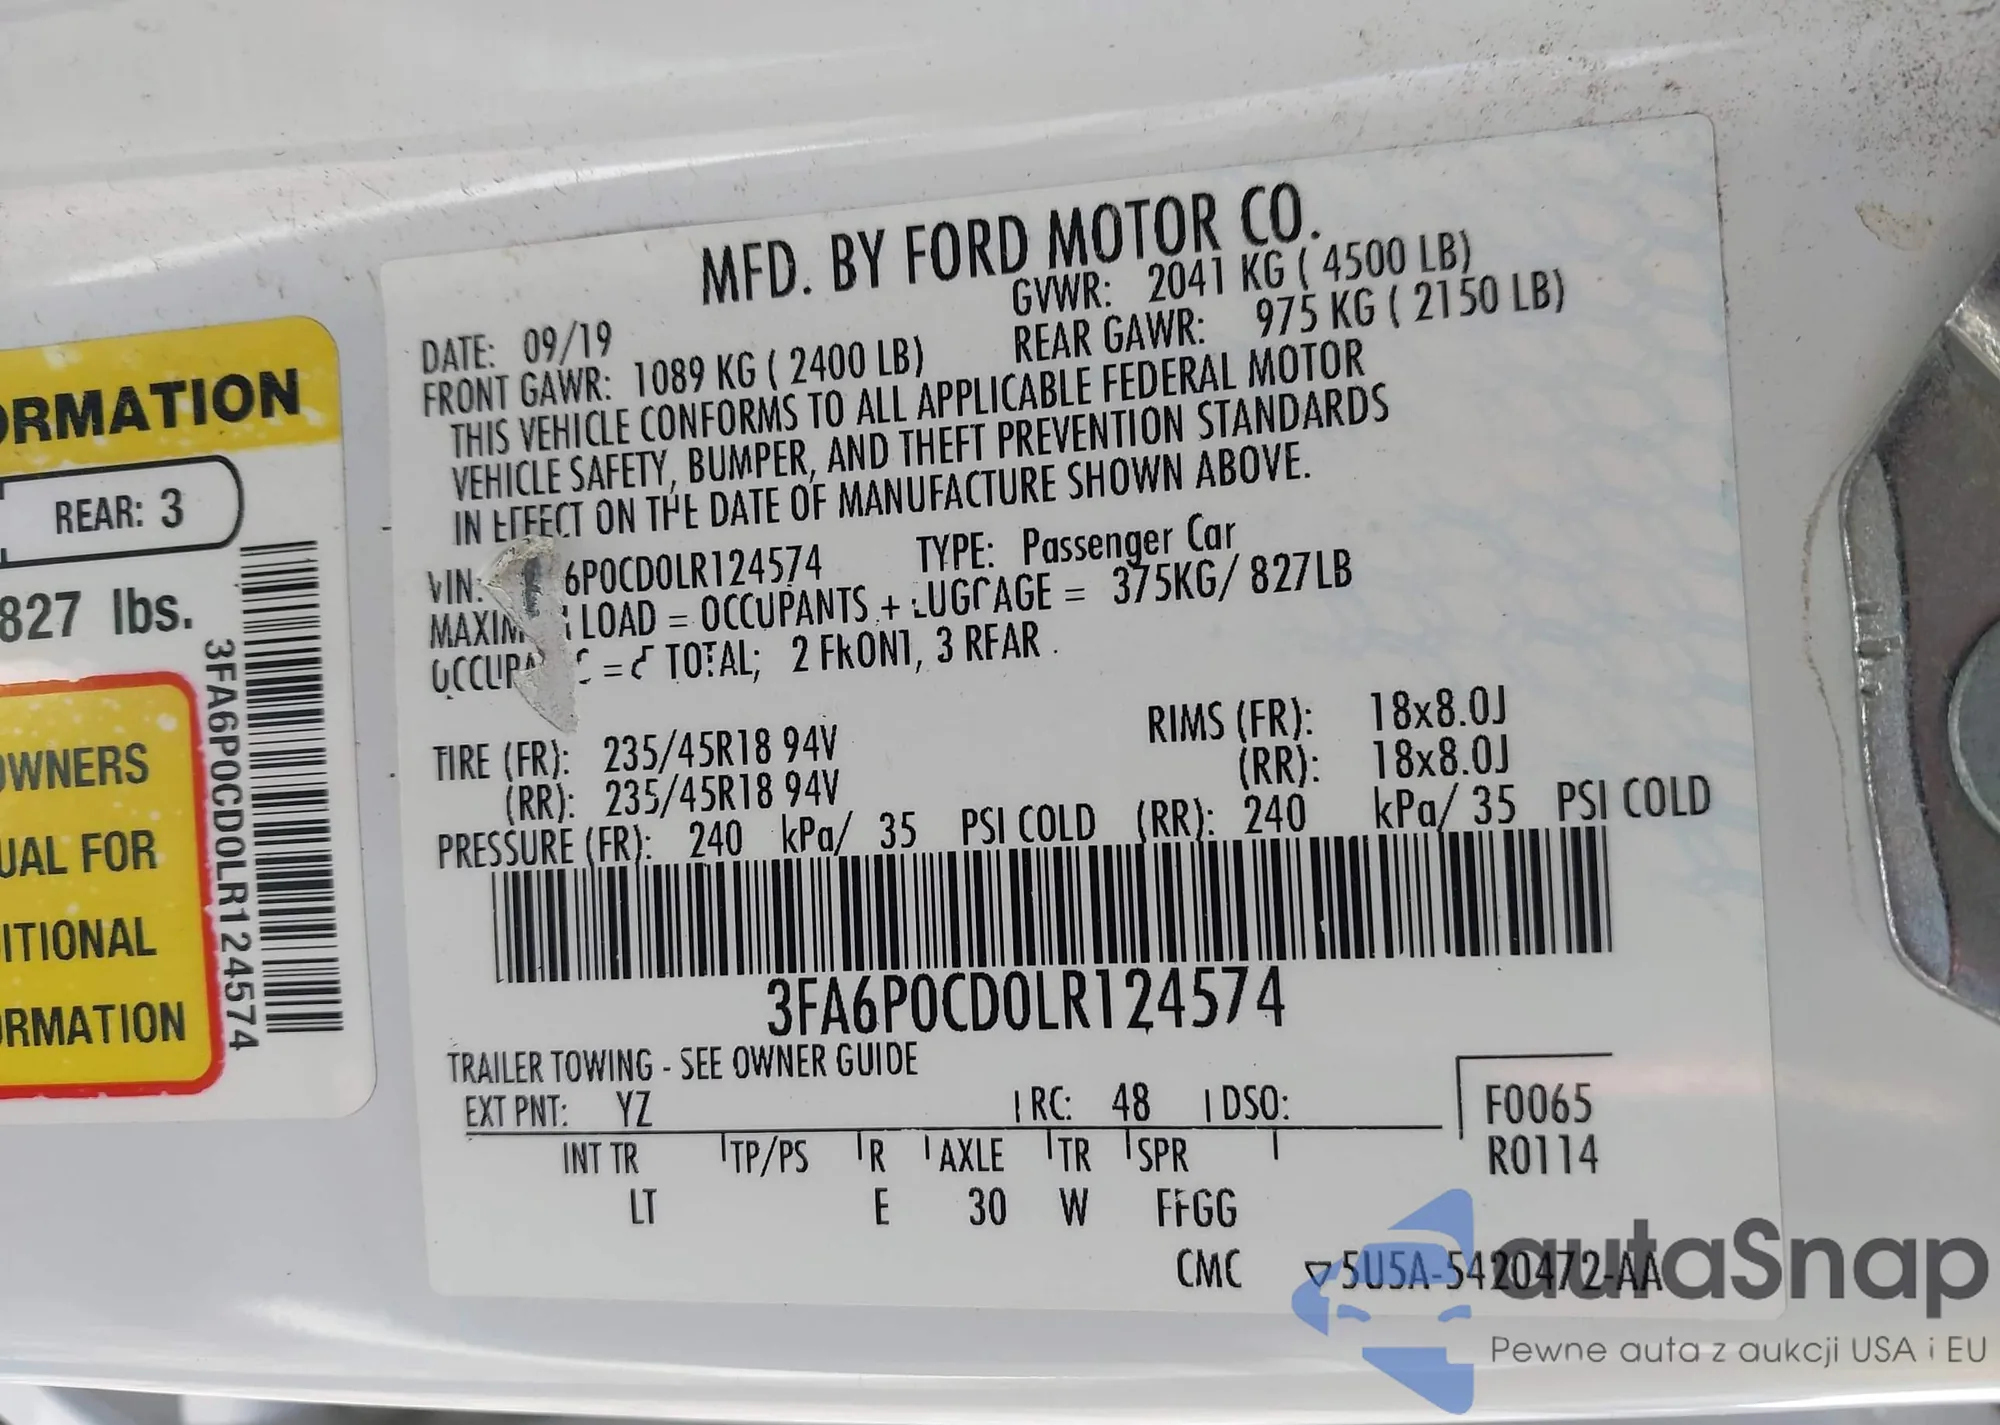 ORMATION
REAR: 3
827 lbs.
OWNERS
UAL FOR
ITIONAL
ORMATION
3FA6P0CD0LR124574
MFD. BY FORD MOTOR CO.
DATE: 09/19
GVWR: 2041 KG ( 4500 LB)
FRONT GAWR: 1089 KG ( 2400 LB)
REAR GAWR: 975 KG ( 2150 LB)
THIS VEHICLE CONFORMS TO ALL APPLICABLE FEDERAL MOTOR
VEHICLE SAFETY, BUMPER, AND THEFT PREVENTION STANDARDS
IN EFFECT ON THE DATE OF MANUFACTURE SHOWN ABOVE.
VIN: 6P0CD0LR124574 TYPE: Passenger Car
LOAD = OCCUPANTS + LUGGAGE = 375KG/ 827LB
TOTAL; 2 FRONT, 3 REAR
TIRE (FR): 235/45R18 94V RIMS (FR): 18x8.0J
(RR): 235/45R18 94V (RR): 18x8.0J
PRESSURE (FR): 240 kPa/ 35 PSI COLD (RR): 240 kPa/ 35 PSI COLD
3FA6P0CD0LR124574
TRAILER TOWING - SEE OWNER GUIDE
EXT PNT: YZ RC: 48 DSO:
F0065
R0114
INT TR TP/PS R AXLE TR SPR
LT E 30 W FFGG
CMC ▽5U5A-5420472-AA
autaSnap
Pewne auta z aukcji USA i EU